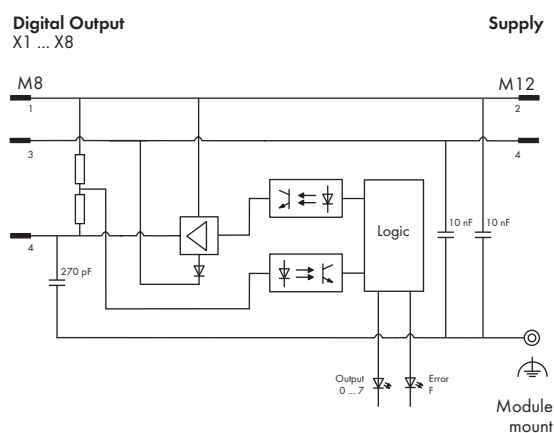 Digital Output
X1 ... X8
Supply
M8
M12
1
2
3
4
10 nF
10 nF
Logic
4
270 pF
Output
0 ... 7
Error
F
Module
mount